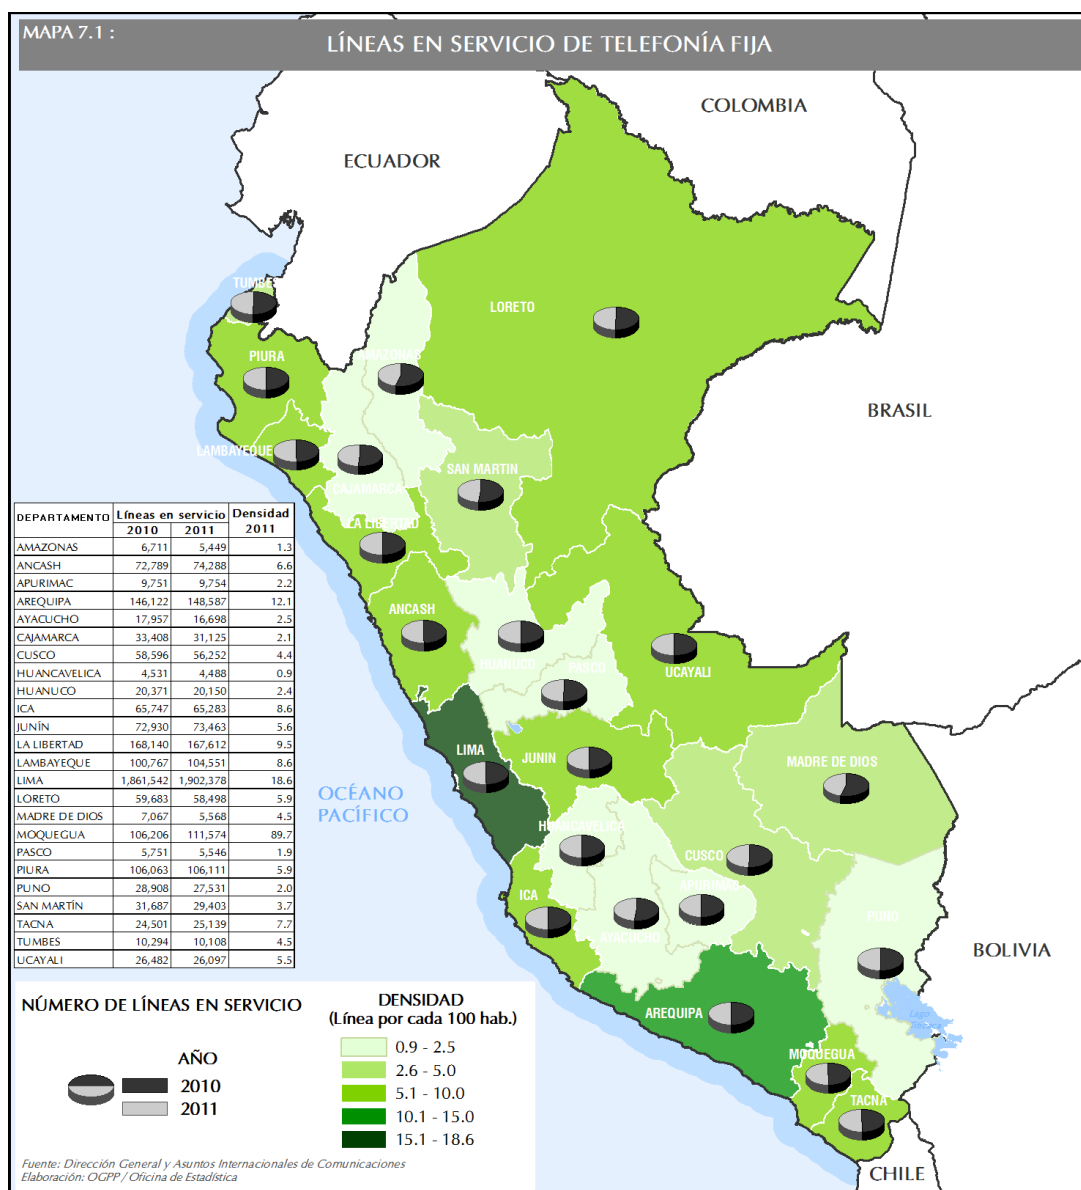 MAPA 7.1 :
LÍNEAS EN SERVICIO DE TELEFONÍA FIJA
COLOMBIA
ECUADOR
TUMBES
LORETO
PIURA
AMAZONAS
BRASIL
LAMBAYEQUE
SAN MARTIN
CAJAMARCA
LA LIBERTAD
ANCASH
HUANUCO
PASCO
UCAYALI
LIMA
JUNIN
MADRE DE DIOS
OCÉANO
PACÍFICO
HUANCAVELICA
CUSCO
APURIMAC
ICA
PUNO
AYACUCHO
BOLIVIA
AREQUIPA
Lago
Titicaca
MOQUEGUA
TACNA
CHILE
DEPARTAMENTO Líneas en servicio Densidad
2010 2011 2011
AMAZONAS 6,711 5,449 1.3
ANCASH 72,789 74,288 6.6
APURIMAC 9,751 9,754 2.2
AREQUIPA 146,122 148,587 12.1
AYACUCHO 17,957 16,698 2.5
CAJAMARCA 33,408 31,125 2.1
CUSCO 58,596 56,252 4.4
HUANCAVELICA 4,531 4,488 0.9
HUANUCO 20,371 20,150 2.4
ICA 65,747 65,283 8.6
JUNÍN 72,930 73,463 5.6
LA LIBERTAD 168,140 167,612 9.5
LAMBAYEQUE 100,767 104,551 8.6
LIMA 1,861,542 1,902,378 18.6
LORETO 59,683 58,498 5.9
MADRE DE DIOS 7,067 5,568 4.5
MOQUEGUA 106,206 111,574 89.7
PASCO 5,751 5,546 1.9
PIURA 106,063 106,111 5.9
PUNO 28,908 27,531 2.0
SAN MARTÍN 31,687 29,403 3.7
TACNA 24,501 25,139 7.7
TUMBES 10,294 10,108 4.5
UCAYALI 26,482 26,097 5.5
NÚMERO DE LÍNEAS EN SERVICIO
AÑO
2010
2011
DENSIDAD
(Línea por cada 100 hab.)
0.9 - 2.5
2.6 - 5.0
5.1 - 10.0
10.1 - 15.0
15.1 - 18.6
Fuente: Dirección General y Asuntos Internacionales de Comunicaciones
Elaboración: OGPP / Oficina de Estadística